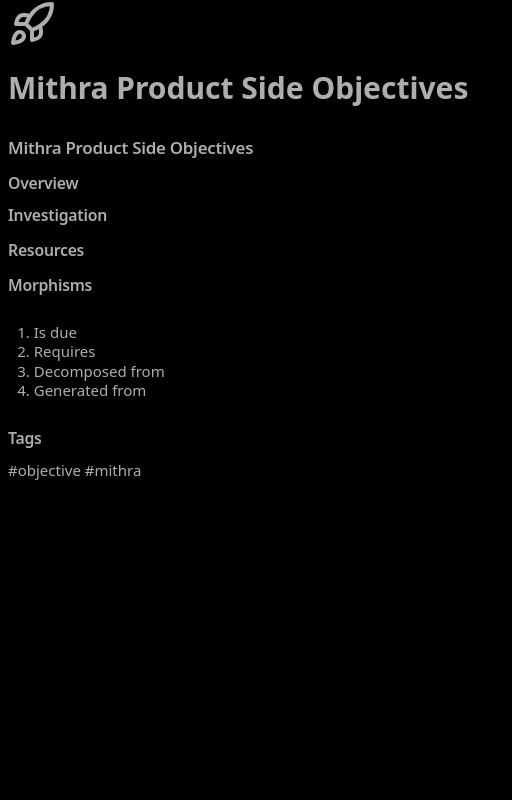 Mithra Product Side Objectives
Mithra Product Side Objectives
Overview
Investigation
Resources
Morphisms
1. Is due
2. Requires
3. Decomposed from
4. Generated from
Tags
#objective #mithra